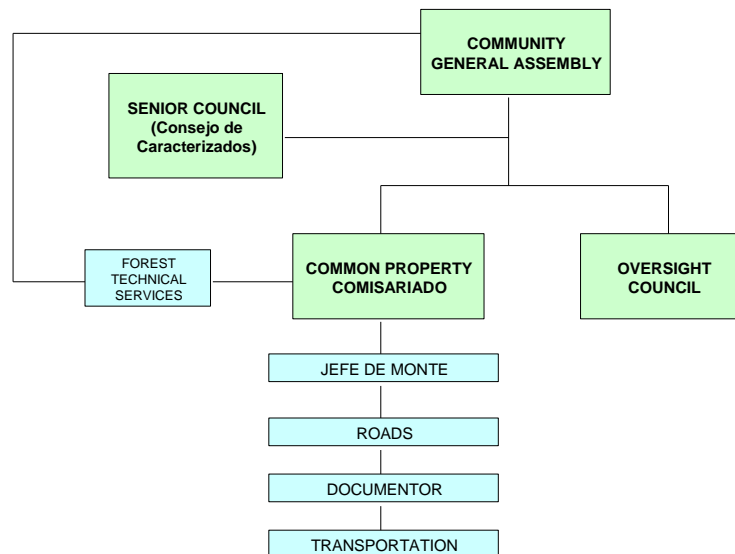 COMMUNITY
GENERAL ASSEMBLY
SENIOR COUNCIL
(Consejo de
Caracterizados)
FOREST
TECHNICAL
SERVICES
COMMON PROPERTY
COMISARIADO
OVERSIGHT
COUNCIL
JEFE DE MONTE
ROADS
DOCUMENTOR
TRANSPORTATION